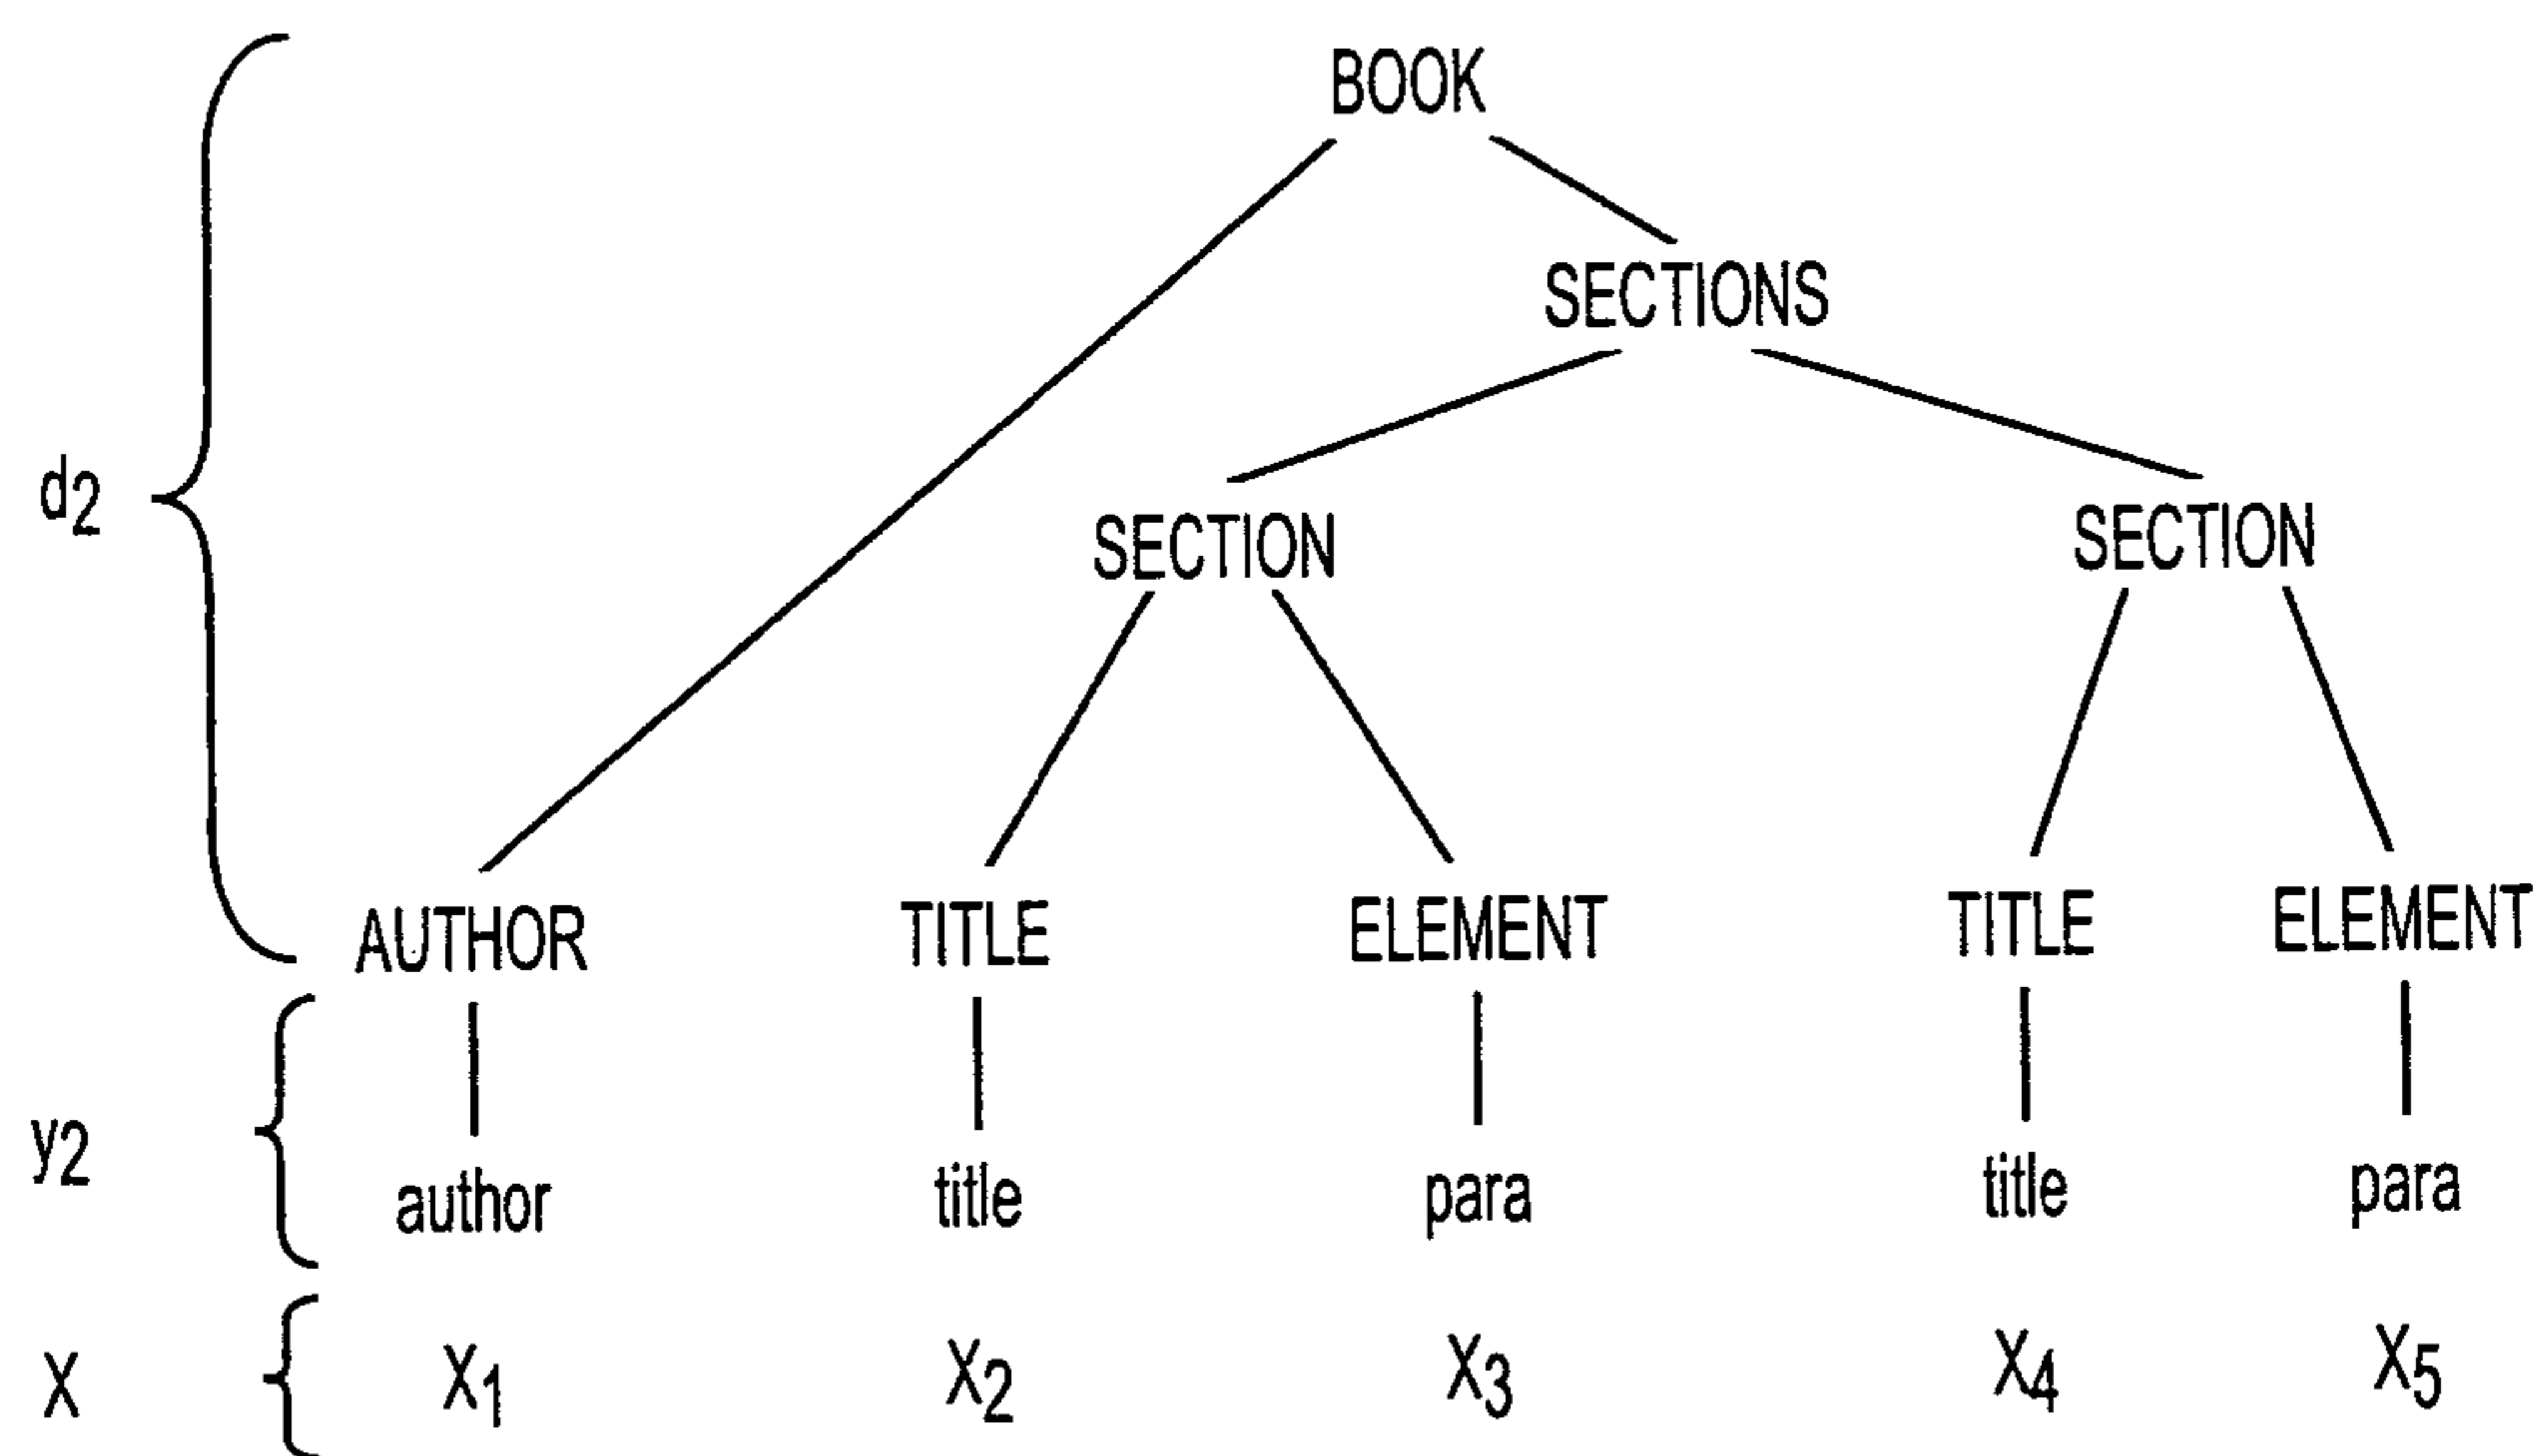 BOOK
SECTIONS
d2
SECTION SECTION
AUTHOR TITLE ELEMENT TITLE ELEMENT
y2
author title para title para
X X1 X2 X3 X4 X5